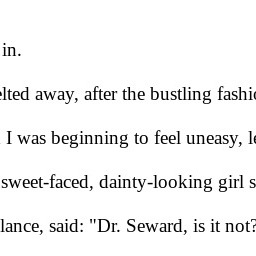 in.
elted away, after the bustling fashi
I was beginning to feel uneasy, le
sweet-faced, dainty-looking girl s
lance, said: "Dr. Seward, is it not?